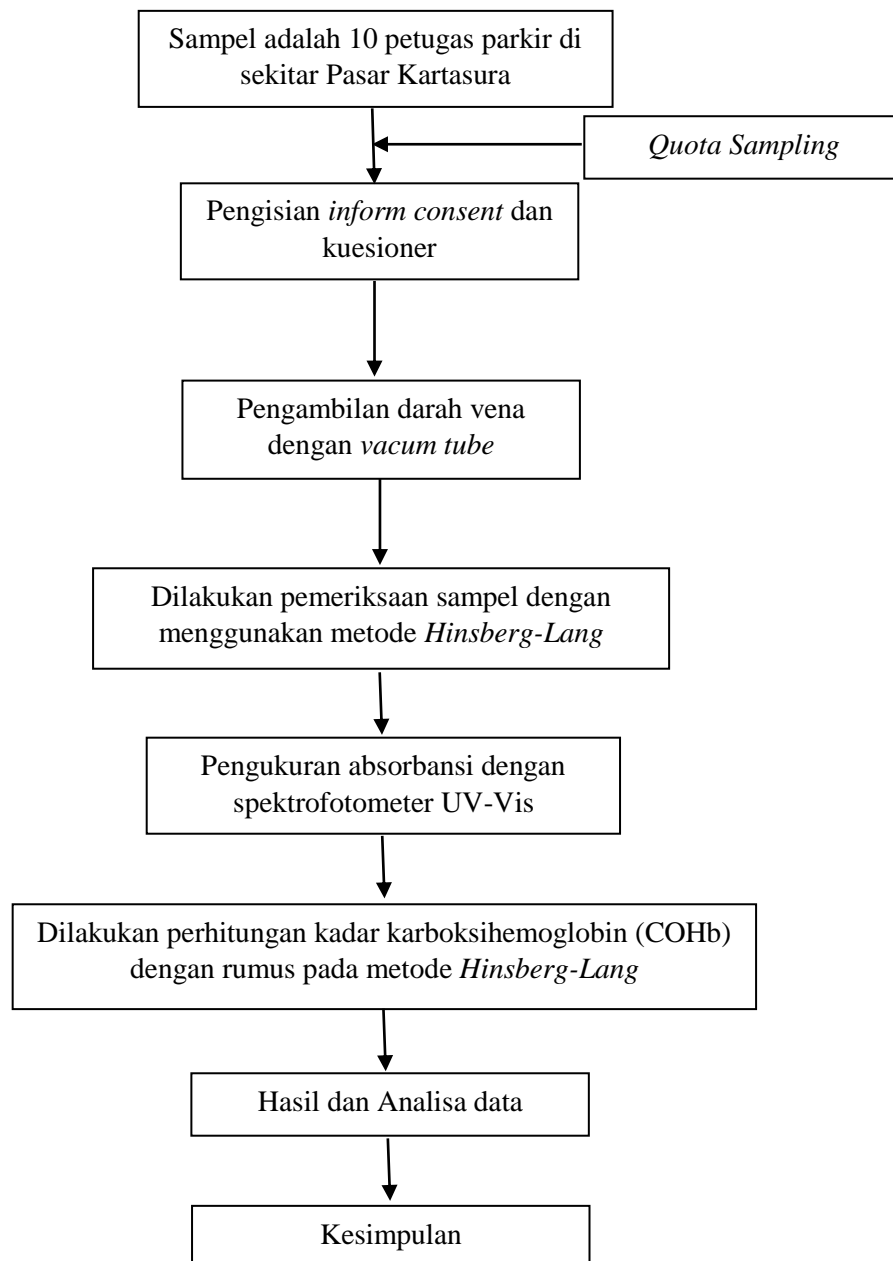 Sampel adalah 10 petugas parkir di
sekitar Pasar Kartasura
Quota Sampling
Pengisian inform consent dan
kuesioner
Pengambilan darah vena
dengan vacum tube
Dilakukan pemeriksaan sampel dengan
menggunakan metode Hinsberg-Lang
Pengukuran absorbansi dengan
spektrofotometer UV-Vis
Dilakukan perhitungan kadar karboksihemoglobin (COHb)
dengan rumus pada metode Hinsberg-Lang
Hasil dan Analisa data
Kesimpulan